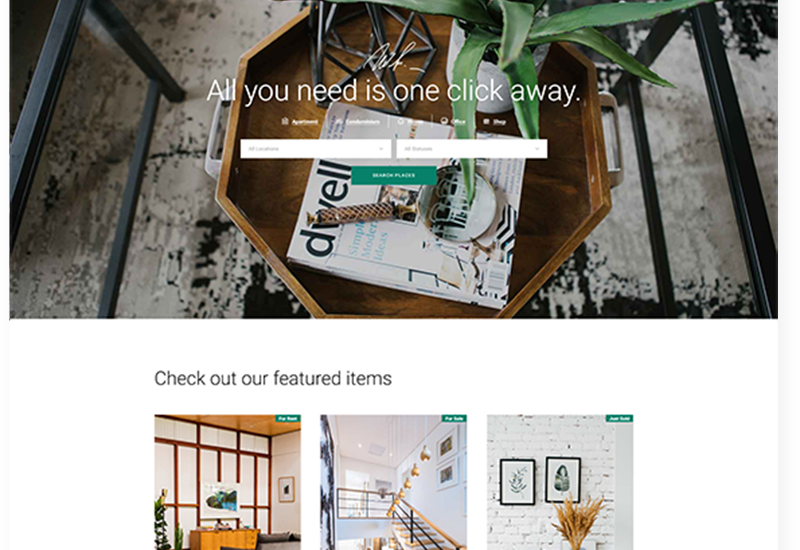 All you need is one click away.
Apartment Condominium Office Shop
All Locations All Statuses
SEARCH PLACES
dwell
Simple
Modern
Ideas
Check out our featured items
For Rent For Sale Just Sold